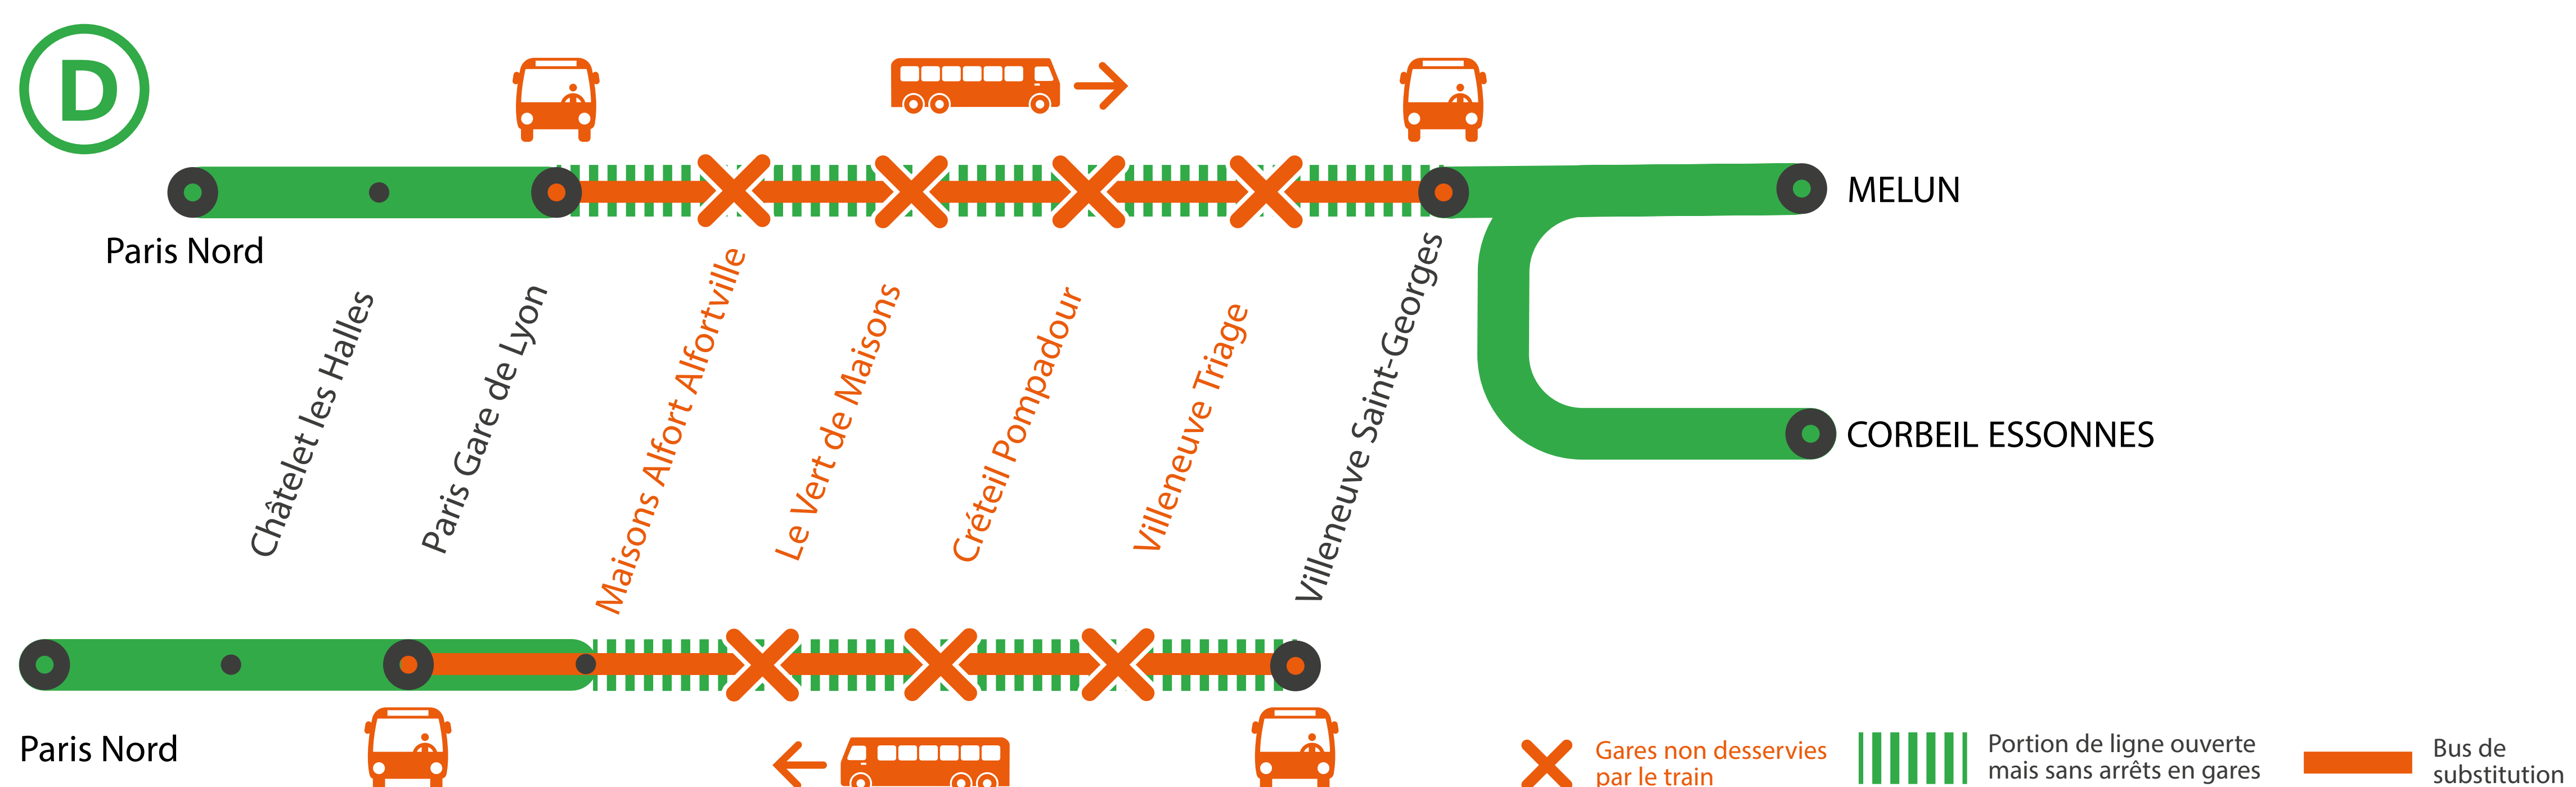 D
MELUN
Paris Nord
Châtelet les Halles
Paris Gare de Lyon
Maisons Alfort Alfortville
Le Vert de Maisons
Créteil Pompadour
Villeneuve Triage
Villeneuve Saint-Georges
CORBEIL ESSONNES
Paris Nord
Gares non desservies
par le train
Portion de ligne ouverte
mais sans arrêts en gares
Bus de
substitution